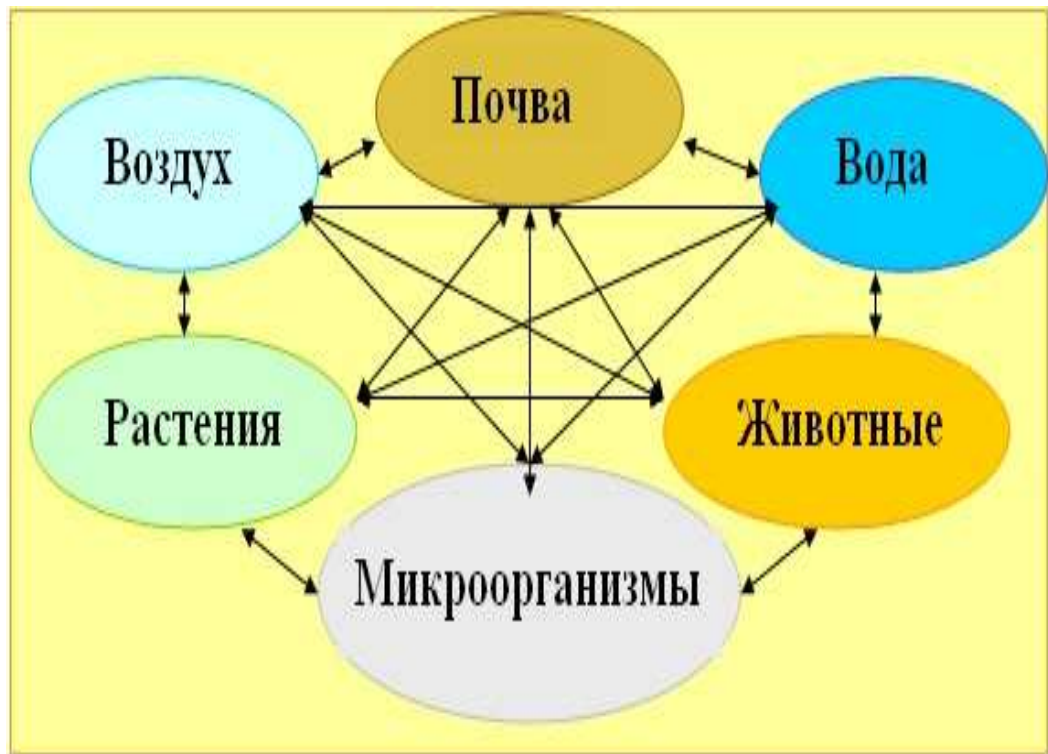 Почва
Воздух
Вода
Растения
Животные
Микроорганизмы